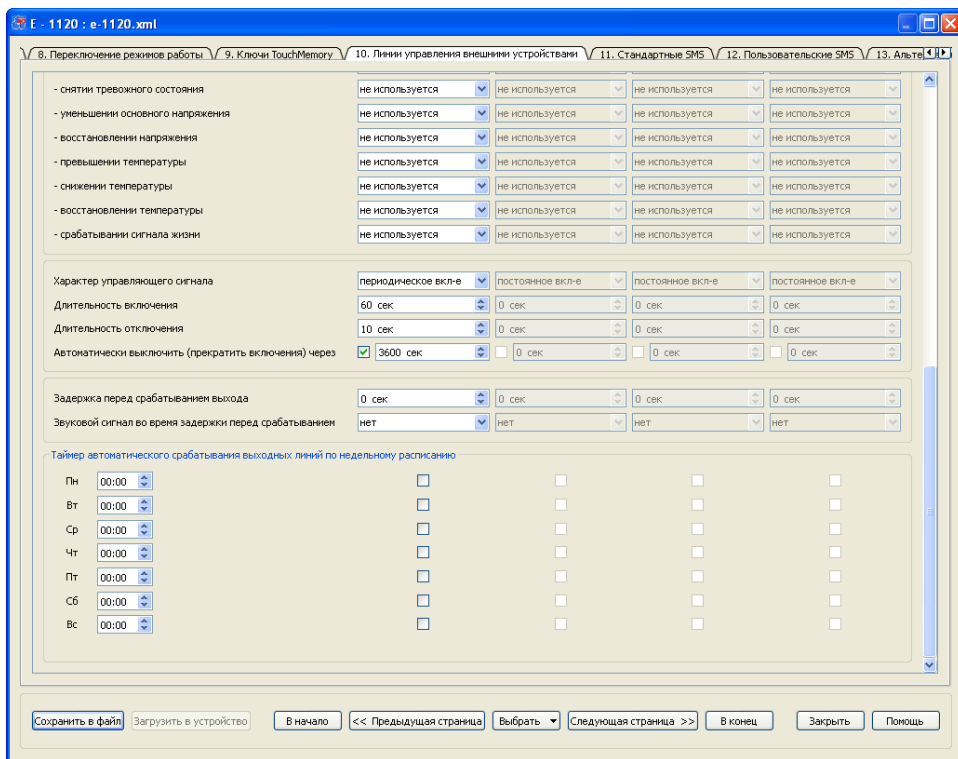 E - 1120 : e-1120.xml
8. Переключение режимов работы 9. Ключи TouchMemory 10. Линии управления внешними устройствами 11. Стандартные SMS 12. Пользовательские SMS 13. Альте
- снятии тревожного состояния не используется не используется не используется не используется
- уменьшении основного напряжения не используется не используется не используется не используется
- восстановлении напряжения не используется не используется не используется не используется
- превышении температуры не используется не используется не используется не используется
- снижении температуры не используется не используется не используется не используется
- восстановлении температуры не используется не используется не используется не используется
- срабатывании сигнала жизни не используется не используется не используется не используется
Характер управляющего сигнала периодическое вкл-е постоянное вкл-е постоянное вкл-е постоянное вкл-е
Длительность включения 60 сек 0 сек 0 сек 0 сек
Длительность отключения 10 сек 0 сек 0 сек 0 сек
Автоматически выключить (прекратить включения) через 3600 сек 0 сек 0 сек 0 сек
Задержка перед срабатыванием выхода 0 сек 0 сек 0 сек 0 сек
Звуковой сигнал во время задержки перед срабатыванием нет нет нет нет
Таймер автоматического срабатывания выходных линий по недельному расписанию
Пн 00:00
Вт 00:00
Ср 00:00
Чт 00:00
Пт 00:00
Сб 00:00
Вс 00:00
Сохранить в файл Загрузить в устройство В начало << Предыдущая страница Выбрать Следующая страница >> В конец Закрыть Помощь